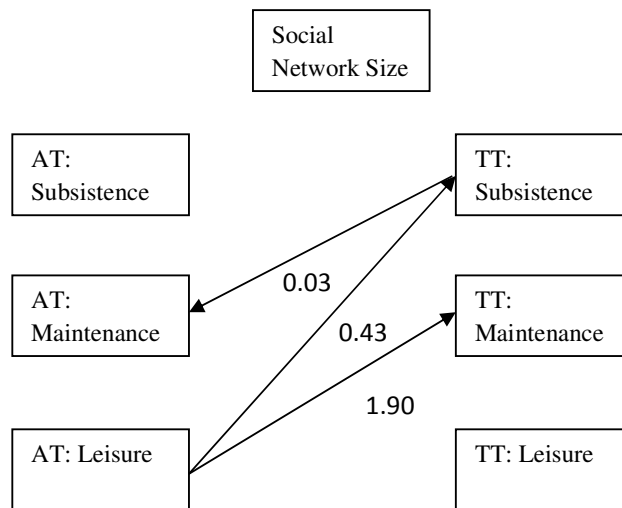 Social
Network Size
AT:
Subsistence
TT:
Subsistence
0.03
AT:
Maintenance
TT:
Maintenance
0.43
1.90
AT: Leisure
TT: Leisure